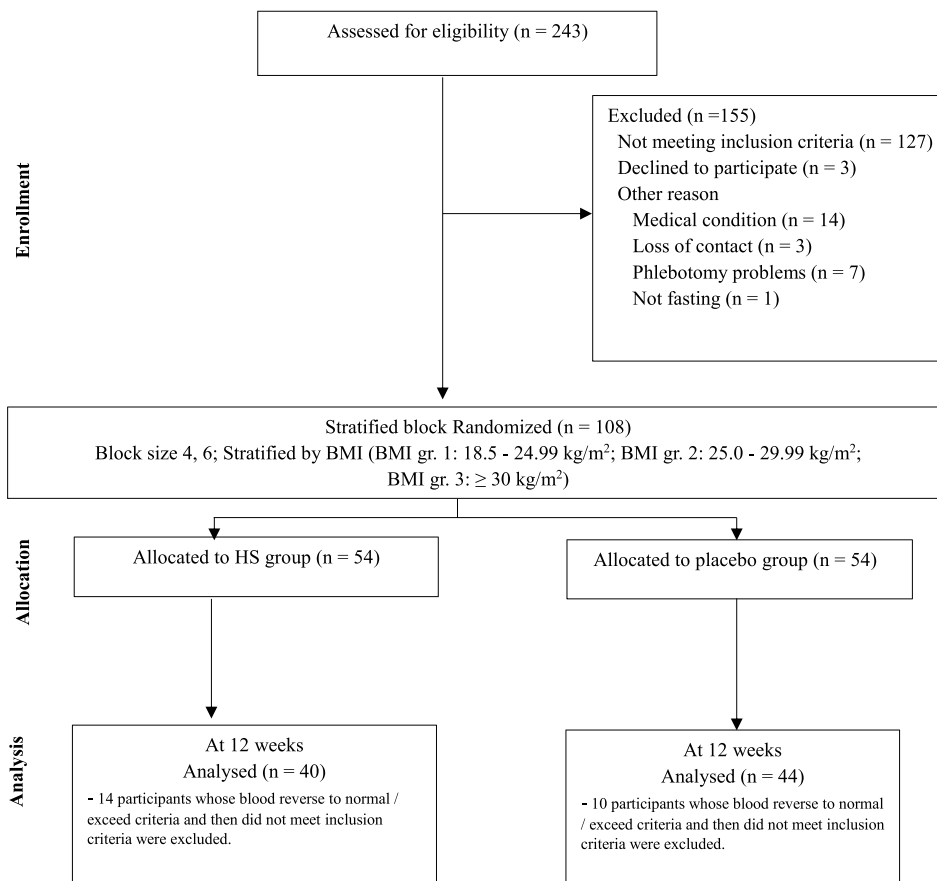 Assessed for eligibility (n = 243)
Enrollment
Excluded (n =155)
Not meeting inclusion criteria (n = 127)
Declined to participate (n = 3)
Other reason
Medical condition (n = 14)
Loss of contact (n = 3)
Phlebotomy problems (n = 7)
Not fasting (n = 1)
Stratified block Randomized (n = 108)
Block size 4, 6; Stratified by BMI (BMI gr. 1: 18.5 - 24.99 kg/m²; BMI gr. 2: 25.0 - 29.99 kg/m²;
BMI gr. 3: ≥ 30 kg/m²)
Allocation
Allocated to HS group (n = 54)
Allocated to placebo group (n = 54)
Analysis
At 12 weeks
Analysed (n = 40)
- 14 participants whose blood reverse to normal /
exceed criteria and then did not meet inclusion
criteria were excluded.
At 12 weeks
Analysed (n = 44)
- 10 participants whose blood reverse to normal
/ exceed criteria and then did not meet
inclusion criteria were excluded.